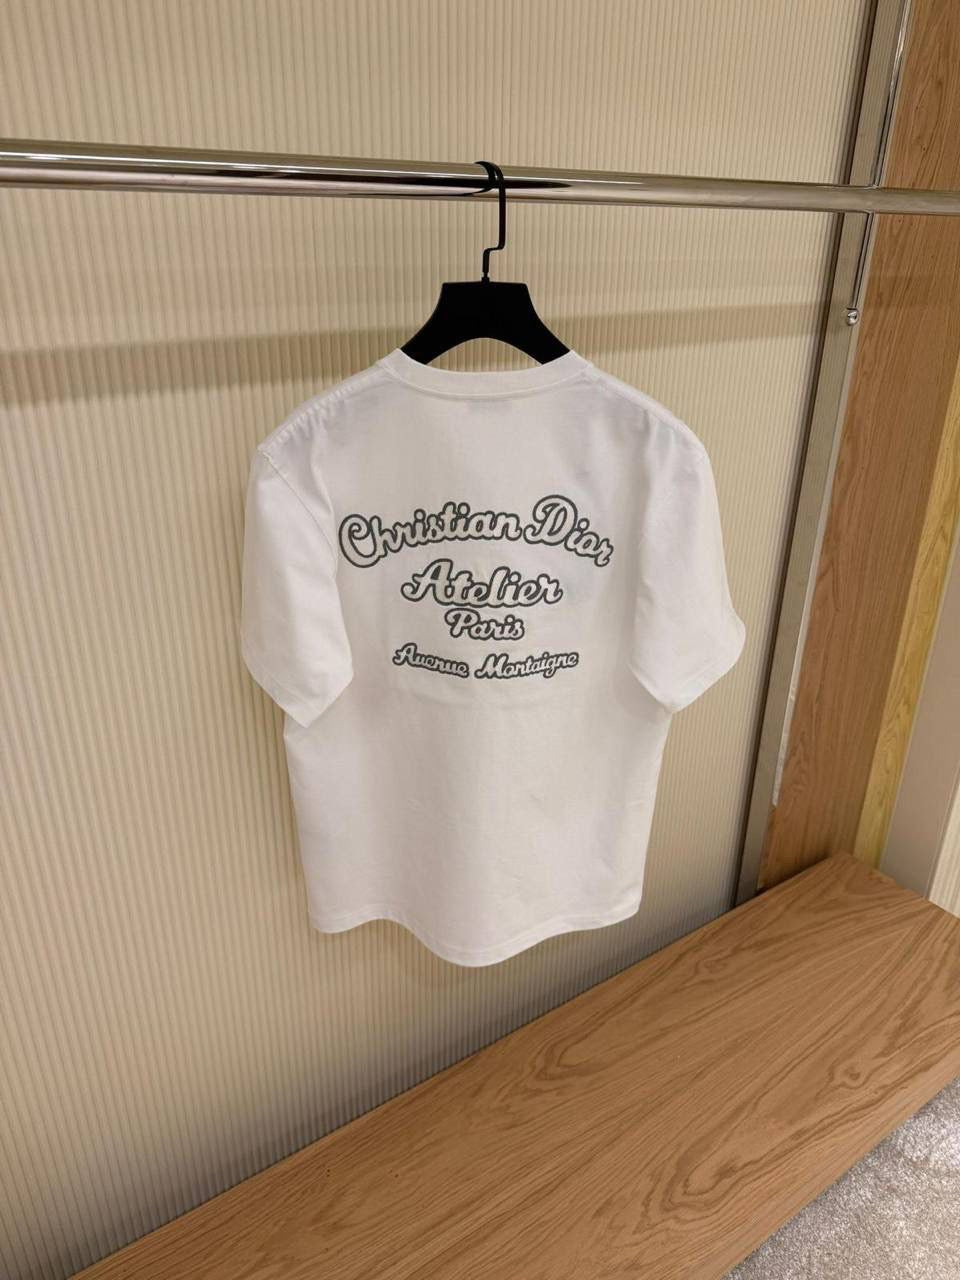 Christian Dior
Atelier
Paris
Avenue Montaigne